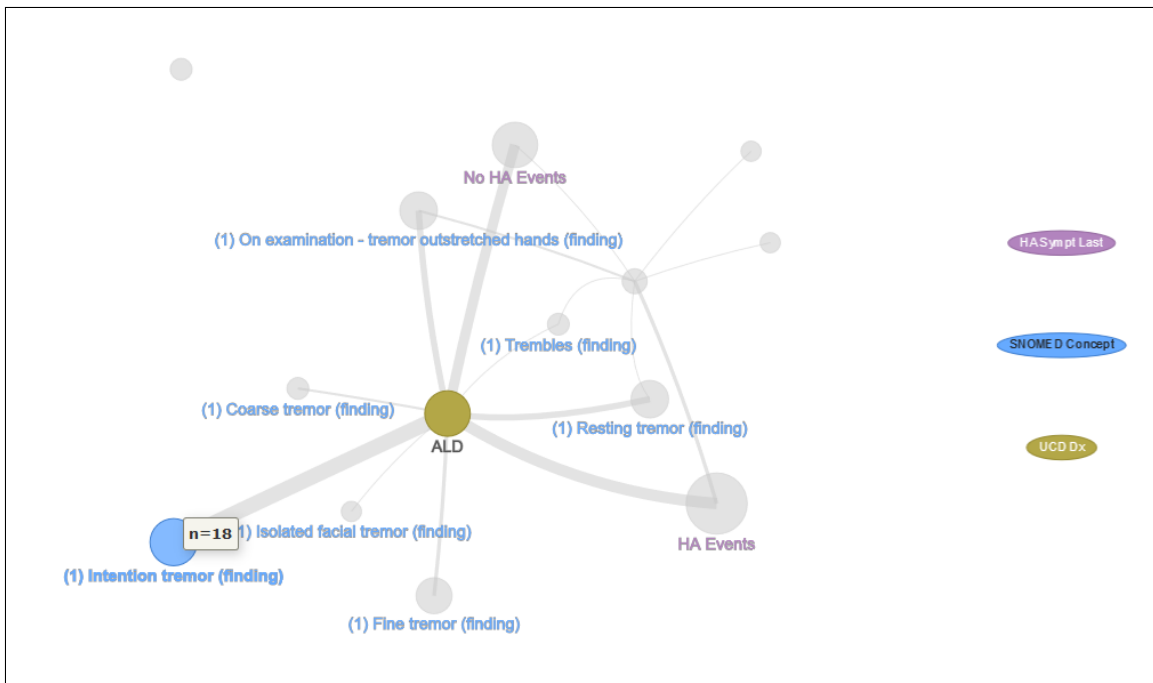 No HA Events
(1) On examination - tremor outstretched hands (finding)
HA Sympt Last
(1) Trembles (finding)
SNOMED Concept
(1) Coarse tremor (finding)
(1) Resting tremor (finding)
ALD
UCD Dx
n=18
1) Isolated facial tremor (finding)
HA Events
(1) Intention tremor (finding)
(1) Fine tremor (finding)